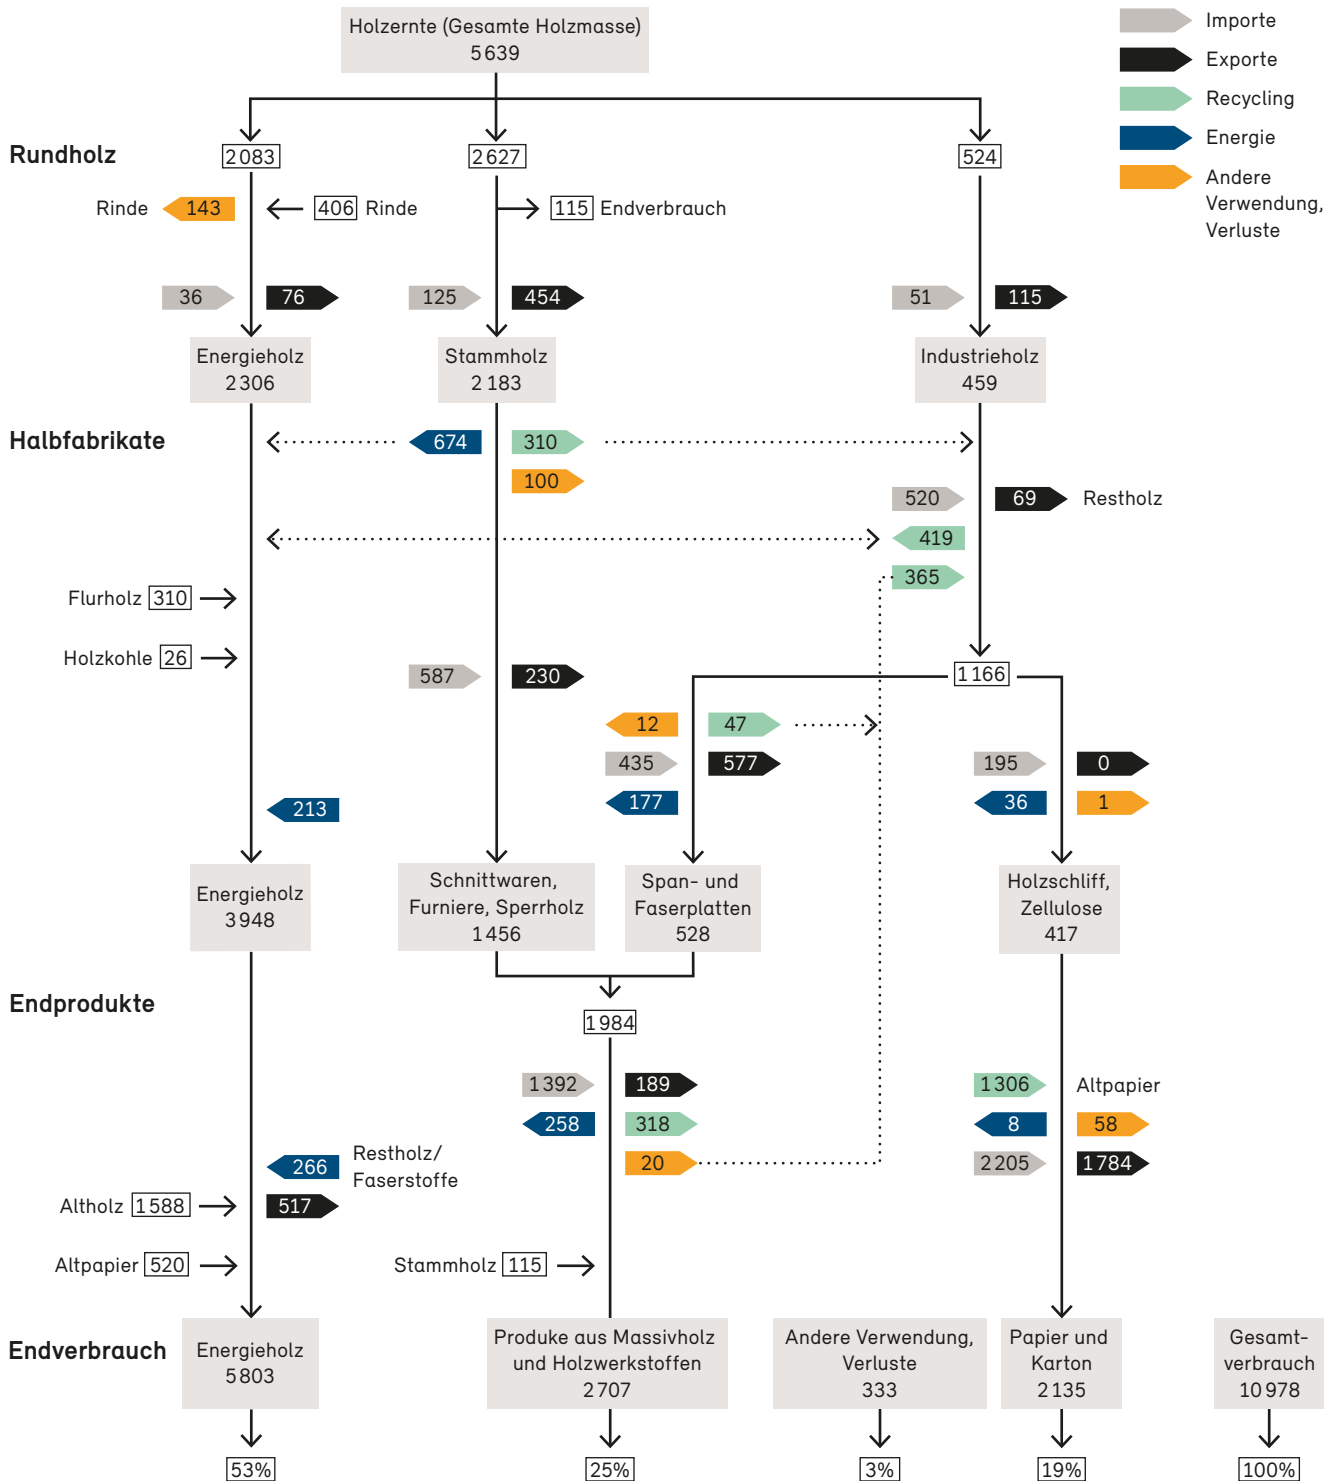 Holzernte (Gesamte Holzmasse)
5639
Importe
Exporte
Recycling
Energie
Andere
Verwendung,
Verluste
Rundholz
2083
2627
524
Rinde
143
406
Rinde
115
Endverbrauch
36
76
125
454
51
115
Energieholz
2306
Stammholz
2183
Industrieholz
459
Halbfabrikate
674
310
100
520
69
Restholz
419
365
Flurholz
310
Holzkohle
26
587
230
1166
12
47
435
577
177
195
0
36
1
213
Energieholz
3948
Schnittwaren,
Furniere, Sperrholz
1456
Span- und
Faserplatten
528
Holzschliff,
Zellulose
417
Endprodukte
1984
1392
189
258
318
20
1306
Altpapier
8
58
2205
1784
266
Restholz/
Faserstoffe
Altholz
1588
517
Altpapier
520
Stammholz
115
Endverbrauch
Energieholz
5803
Produke aus Massivholz
und Holzwerkstoffen
2707
Andere Verwendung,
Verluste
333
Papier und
Karton
2135
Gesamt-
verbrauch
10978
53%
25%
3%
19%
100%